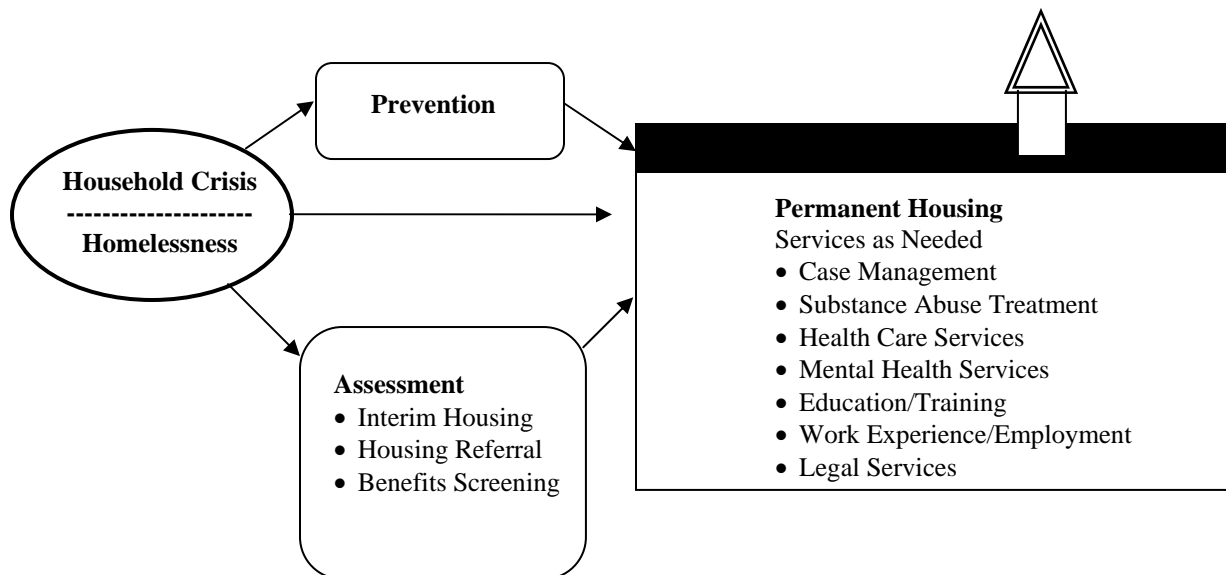 Prevention
Household Crisis
--------------------
Homelessness
Assessment
• Interim Housing
• Housing Referral
• Benefits Screening
Permanent Housing
Services as Needed
• Case Management
• Substance Abuse Treatment
• Health Care Services
• Mental Health Services
• Education/Training
• Work Experience/Employment
• Legal Services